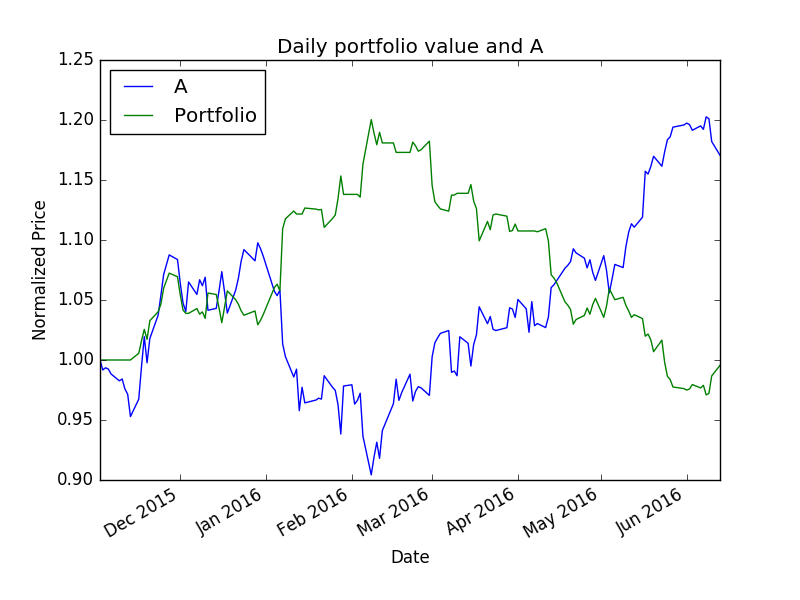 Daily portfolio value and A
A
Portfolio
1.25
1.20
1.15
1.10
1.05
1.00
0.95
0.90
Normalized Price
Dec 2015
Jan 2016
Feb 2016
Mar 2016
Apr 2016
May 2016
Jun 2016
Date